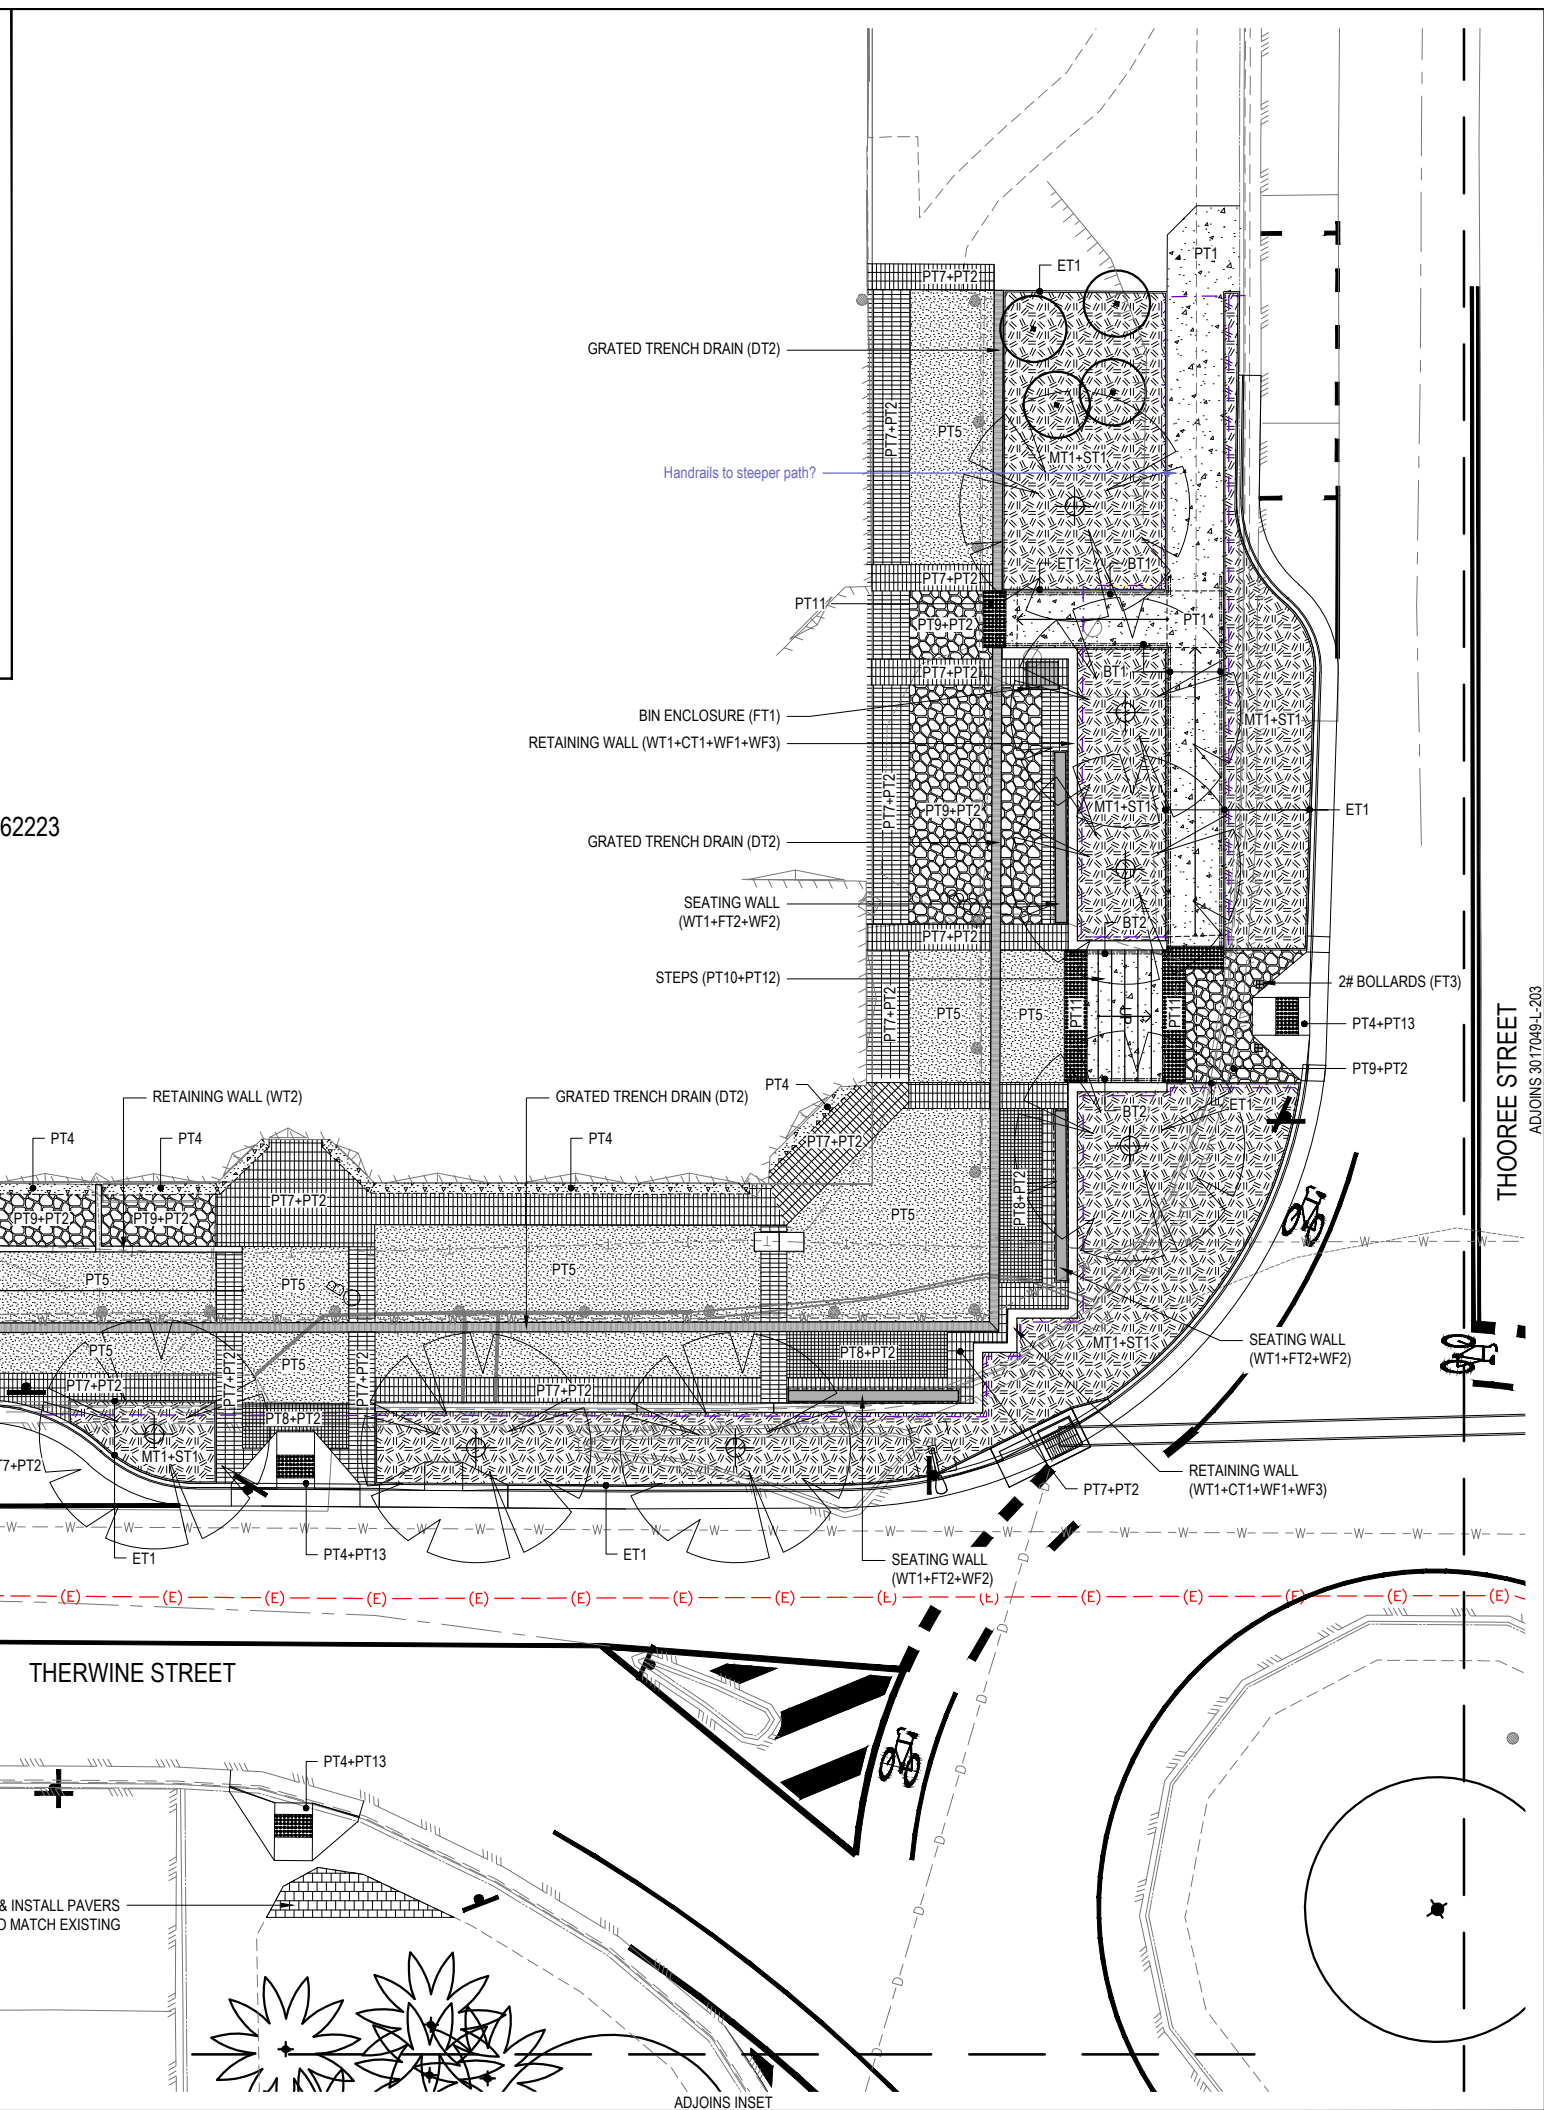 PT1
PT7+PT2
ET1
GRATED TRENCH DRAIN (DT2)
PT7+PT2
PT5
MT1+ST1
Handrails to steeper path?
PT7+PT2
ET1
BT1
PT11
PT9+PT2
PT1
PT7+PT2
BT1
BIN ENCLOSURE (FT1)
MT1+ST1
RETAINING WALL (WT1+CT1+WF1+WF3)
PT7+PT2
PT9+PT2
MT1+ST1
ET1
62223
GRATED TRENCH DRAIN (DT2)
SEATING WALL
(WT1+FT2+WF2)
BT2
PT7+PT2
STEPS (PT10+PT12)
2# BOLLARDS (FT3)
PT7+PT2
PT5
PT5
PT11
UP
PT11
PT4+PT13
THOOREE STREET
ADJOINS 3017049-L-203
PT9+PT2
PT4
RETAINING WALL (WT2)
GRATED TRENCH DRAIN (DT2)
BT2
ET1
PT4
PT4
PT4
PT7+PT2
PT7+PT2
PT8+PT2
PT9+PT2
PT9+PT2
PT5
PT5
PT5
PT5
W W W W
PT5
PT5
PT7+PT2
PT7+PT2
PT8+PT2
MT1+ST1
SEATING WALL
(WT1+FT2+WF2)
PT7+PT2
PT7+PT2
PT8+PT2
MT1+ST1
7+PT2
RETAINING WALL
(WT1+CT1+WF1+WF3)
PT7+PT2
W W W W W W W W W W W W W W
ET1
PT4+PT13
ET1
SEATING WALL
(WT1+FT2+WF2)
D
(E) (E) (E) (E) (E) (E) (E) (E) (E) (E) (E) (E) (E) (E) (E)
THERWINE STREET
D
D
PT4+PT13
D
D
& INSTALL PAVERS
O MATCH EXISTING
D
D
ADJOINS INSET